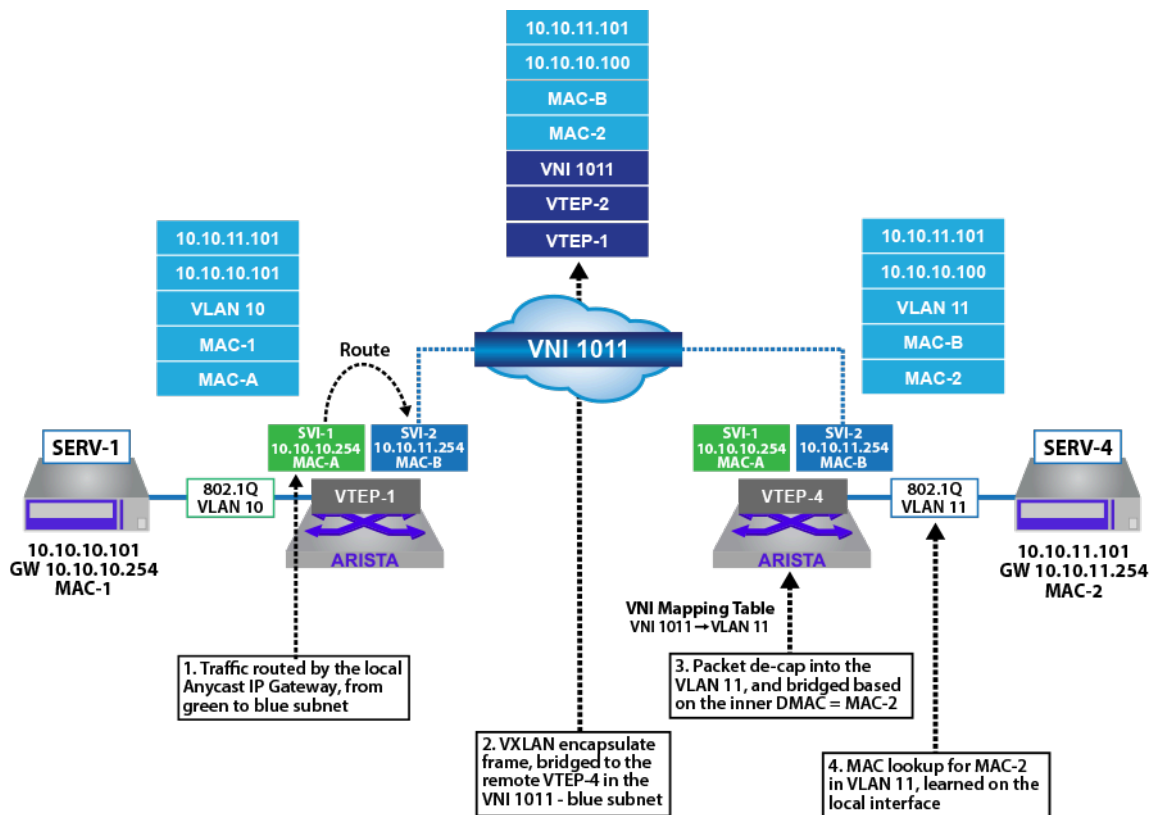 10.10.11.101
10.10.10.100
MAC-B
MAC-2
VNI 1011
VTEP-2
VTEP-1
10.10.11.101
10.10.10.101
VLAN 10
MAC-1
MAC-A
10.10.11.101
10.10.10.100
VLAN 11
MAC-B
MAC-2
Route
VNI 1011
SERV-1
802.1Q
VLAN 10
10.10.10.101
GW 10.10.10.254
MAC-1
SVI-1
10.10.10.254
MAC-A
SVI-2
10.10.11.254
MAC-B
VTEP-1
ARISTA
SVI-1
10.10.10.254
MAC-A
SVI-2
10.10.11.254
MAC-B
VTEP-4
ARISTA
802.1Q
VLAN 11
SERV-4
10.10.11.101
GW 10.10.11.254
MAC-2
VNI Mapping Table
VNI 1011→VLAN 11
1. Traffic routed by the local
Anycast IP Gateway, from
green to blue subnet
2. VXLAN encapsulate
frame, bridged to the
remote VTEP-4 in the
VNI 1011 - blue subnet
3. Packet de-cap into the
VLAN 11, and bridged based
on the inner DMAC = MAC-2
4. MAC lookup for MAC-2
in VLAN 11, learned on the
local interface